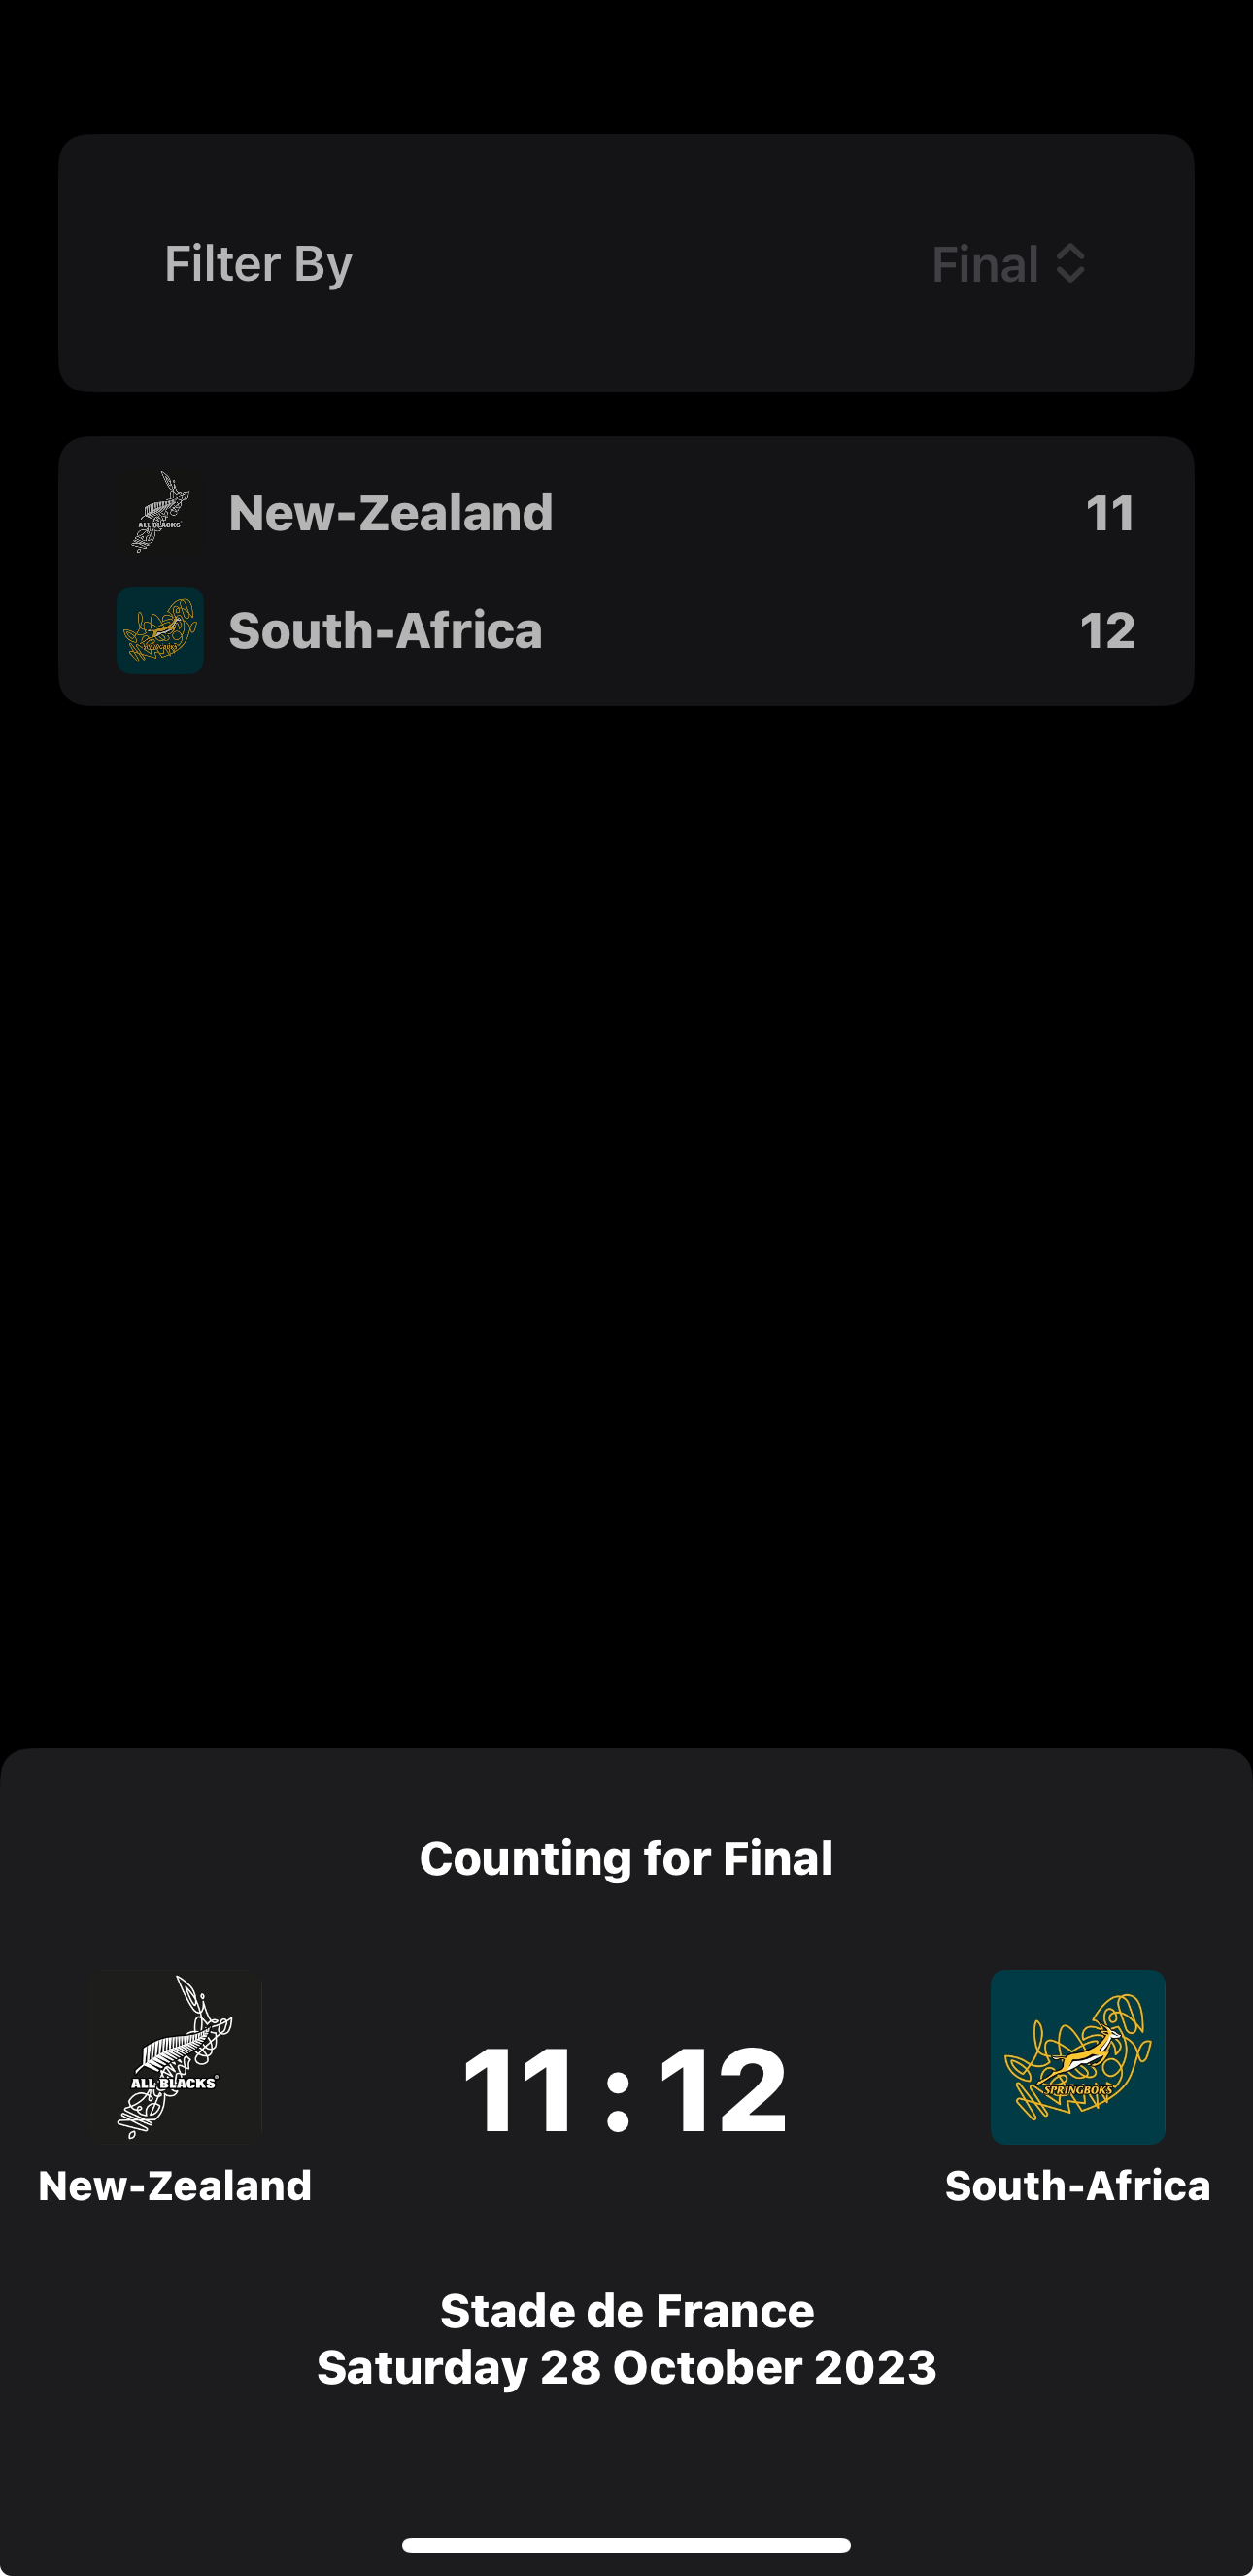 Filter By Final
ALL BLACKS
New-Zealand 11
SPRINGBOKS
South-Africa 12
Counting for Final
ALL BLACKS
SPRINGBOKS
11 : 12
New-Zealand South-Africa
Stade de France
Saturday 28 October 2023